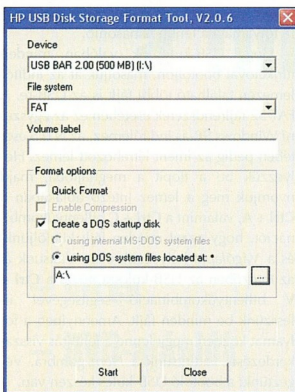 HP USB Disk Storage Format Tool, V2.0.6
Device
USB BAR 2.00 (500 MB) (I:\)
File system
FAT
Volume label
Format options
Quick Format
Enable Compression
Create a DOS startup disk
using internal MS-DOS system files
using DOS system files located at: *
A:\
...
Start
Close